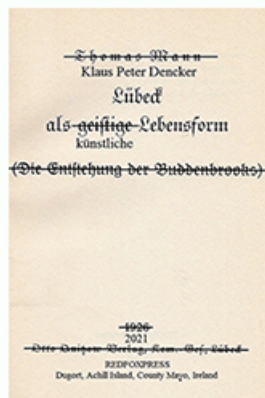 Thomas Mann
Klaus Peter Dencker
Lübeck
als geistige Lebensform
künstliche
(Die Entstehung der Buddenbrooks)
1926
2021
Otto Quitzow Verlag, Kom.-Ges., Lübeck
REDFOXPRESS
Dugort, Achill Island, County Mayo, Ireland